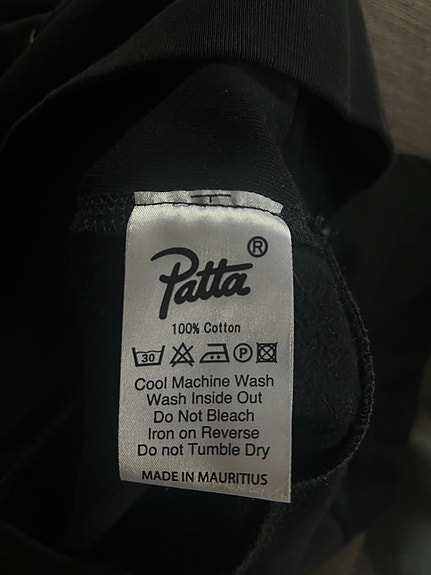 Patta®
100% Cotton
30 P
Cool Machine Wash
Wash Inside Out
Do Not Bleach
Iron on Reverse
Do not Tumble Dry
MADE IN MAURITIUS